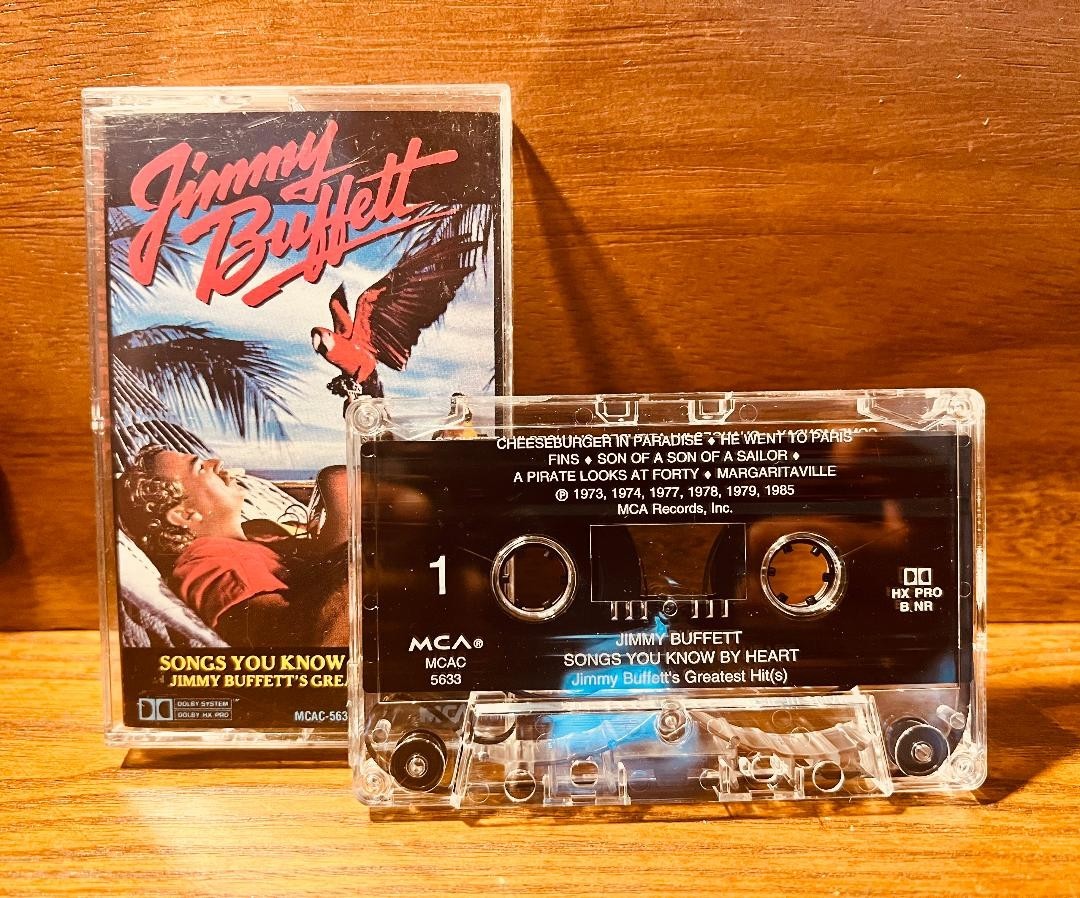 Jimmy
Buffett
SONGS YOU KNOW
JIMMY BUFFETT'S GREA
DOLBY SYSTEM
DOLBY HX PRO
MCAC-563
CHEESEBURGER IN PARADISE ♦ HE WENT TO PARIS
FINS ♦ SON OF A SON OF A SAILOR ♦
A PIRATE LOOKS AT FORTY ♦ MARGARITAVILLE
℗ 1973, 1974, 1977, 1978, 1979, 1985
MCA Records, Inc.
1
HX PRO
B NR
MCA®
MCAC
5633
JIMMY BUFFETT
SONGS YOU KNOW BY HEART
Jimmy Buffett's Greatest Hit(s)